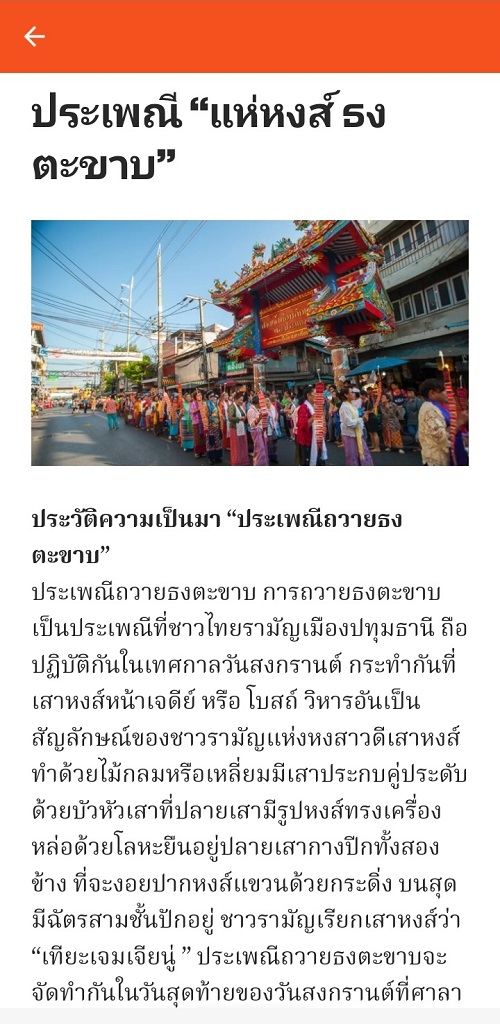 ประเพณี “แห่หงส์ ธง
ตะขาบ”
ประวัติความเป็นมา “ประเพณีถวายธง
ตะขาบ”
ประเพณีถวายธงตะขาบ การถวายธงตะขาบ
เป็นประเพณีที่ชาวไทยรามัญเมืองปทุมธานี ถือ
ปฏิบัติกันในเทศกาลวันสงกรานต์ กระทำกันที่
เสาหงส์หน้าเจดีย์ หรือ โบสถ์ วิหารอันเป็น
สัญลักษณ์ของชาวรามัญแห่งหงสาวดีเสาหงส์
ทำด้วยไม้กลมหรือเหลี่ยมมีเสาประกบคู่ประดับ
ด้วยบัวหัวเสาที่ปลายเสามีรูปหงส์ทรงเครื่อง
หล่อด้วยโลหะยืนอยู่ปลายเสากางปีกทั้งสอง
ข้าง ที่จะงอยปากหงส์แขวนด้วยกระดิ่ง บนสุด
มีฉัตรสามชั้นปักอยู่ ชาวรามัญเรียกเสาหงส์ว่า
“เทียะเจมเจียนู่ ” ประเพณีถวายธงตะขาบจะ
จัดทำกันในวันสุดท้ายของวันสงกรานต์ที่ศาลา